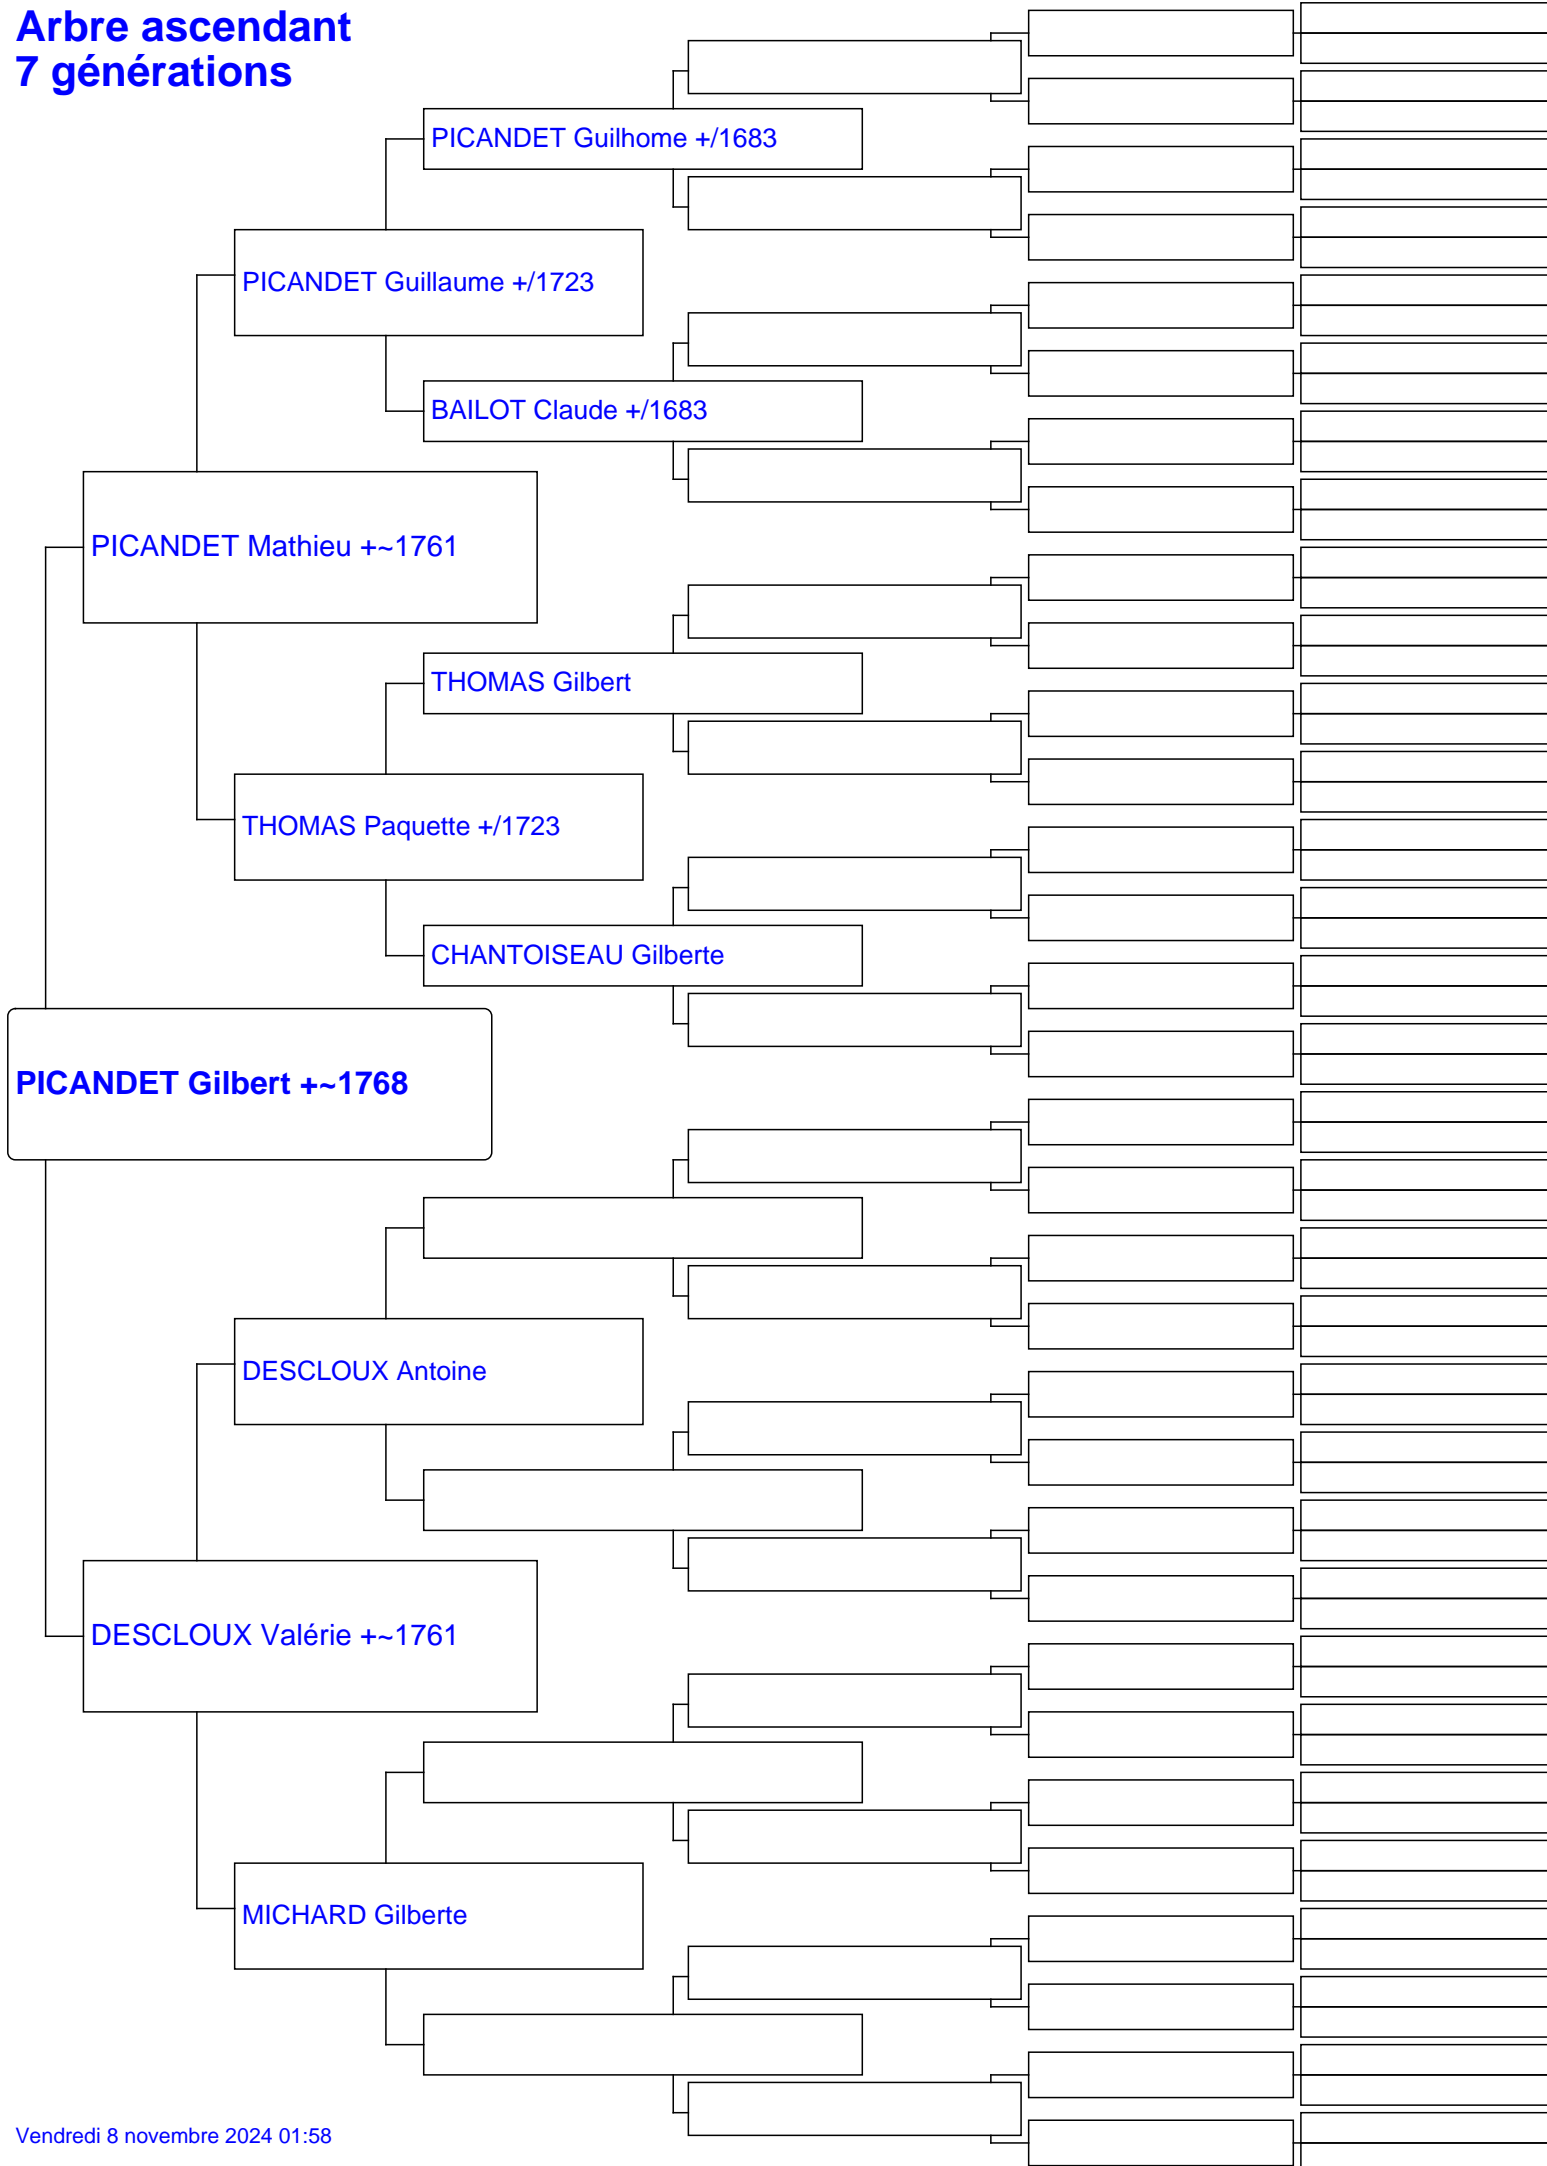 Arbre ascendant
7 générations
PICANDET Guilhome +/1683
PICANDET Guillaume +/1723
BAILOT Claude +/1683
PICANDET Mathieu +~1761
THOMAS Gilbert
THOMAS Paquette +/1723
CHANTOISEAU Gilberte
PICANDET Gilbert +~1768
DESCLOUX Antoine
DESCLOUX Valérie +~1761
MICHARD Gilberte
Vendredi 8 novembre 2024 01:58